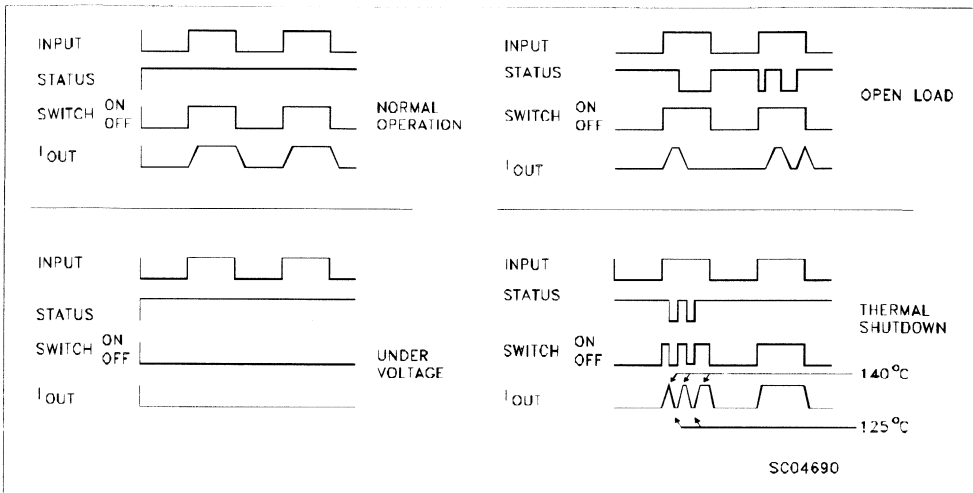 INPUT
STATUS
SWITCH ON
OFF
I OUT
NORMAL
OPERATION
INPUT
STATUS
SWITCH ON
OFF
I OUT
OPEN LOAD
INPUT
STATUS
SWITCH ON
OFF
I OUT
UNDER
VOLTAGE
INPUT
STATUS
SWITCH ON
OFF
I OUT
THERMAL
SHUTDOWN
140 °C
125 °C
SC04690